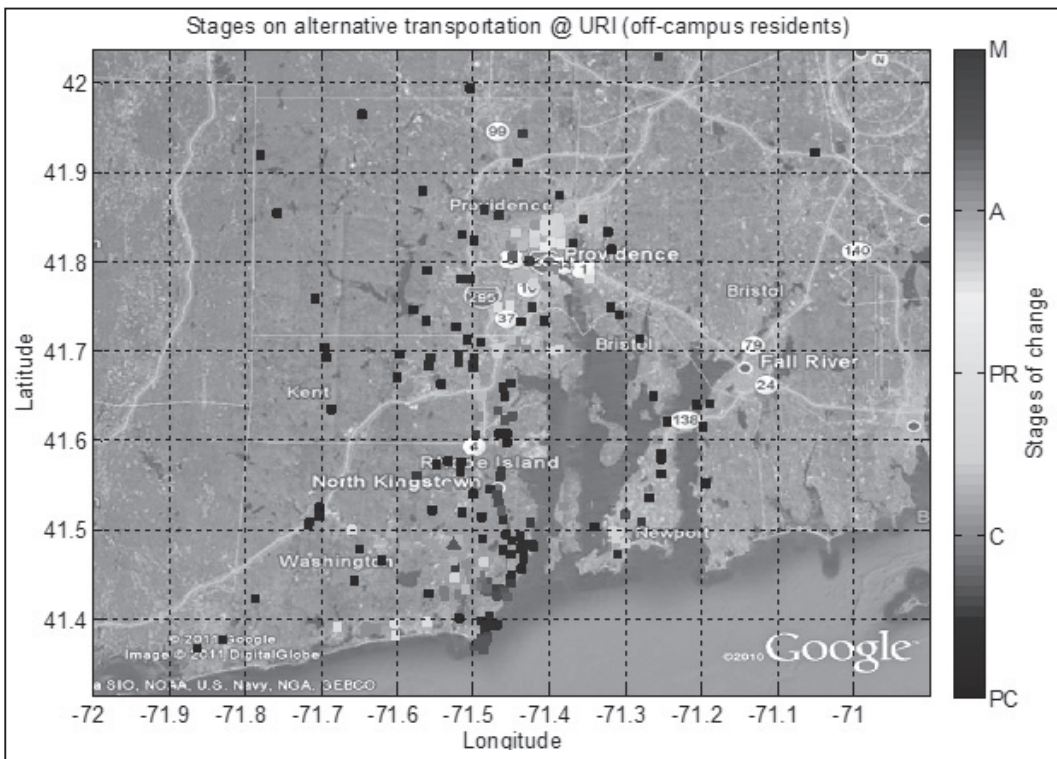 Stages on alternative transportation @ URI (off-campus residents)
42
41.9
41.8
41.7
41.6
41.5
41.4
Latitude
-72
-71.9
-71.8
-71.7
-71.6
-71.5
-71.4
-71.3
-71.2
-71.1
-71
Longitude
M
A
PR
C
PC
Stages of change
N
99
Providence
Providence
1
10
295
37
140
Bristol
Bristol
79
Fall River
24
Kent
138
4
Island
North Kingstown
Newport
Washington
© 2011 Google
Image © 2011 DigitalGlobe
a SIO, NOAA, U.S. Navy, NGA, GEBCO
©2010 Google